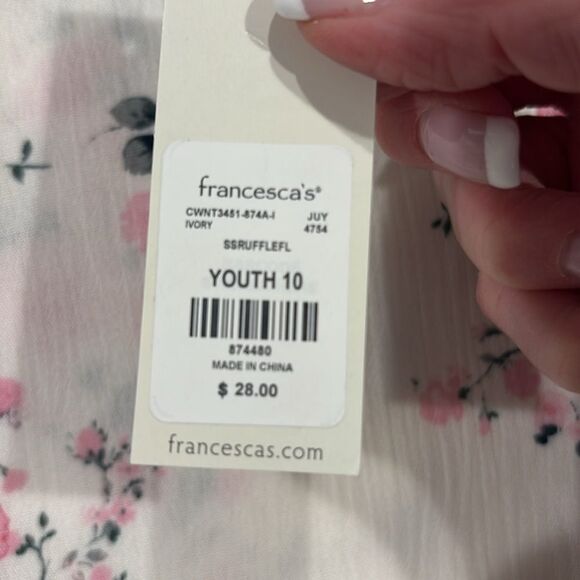 francesca's®
CWNT3451-874A-I JUY
IVORY 4754
SSRUFFLEFL
YOUTH 10
874480
MADE IN CHINA
$ 28.00
francescas.com